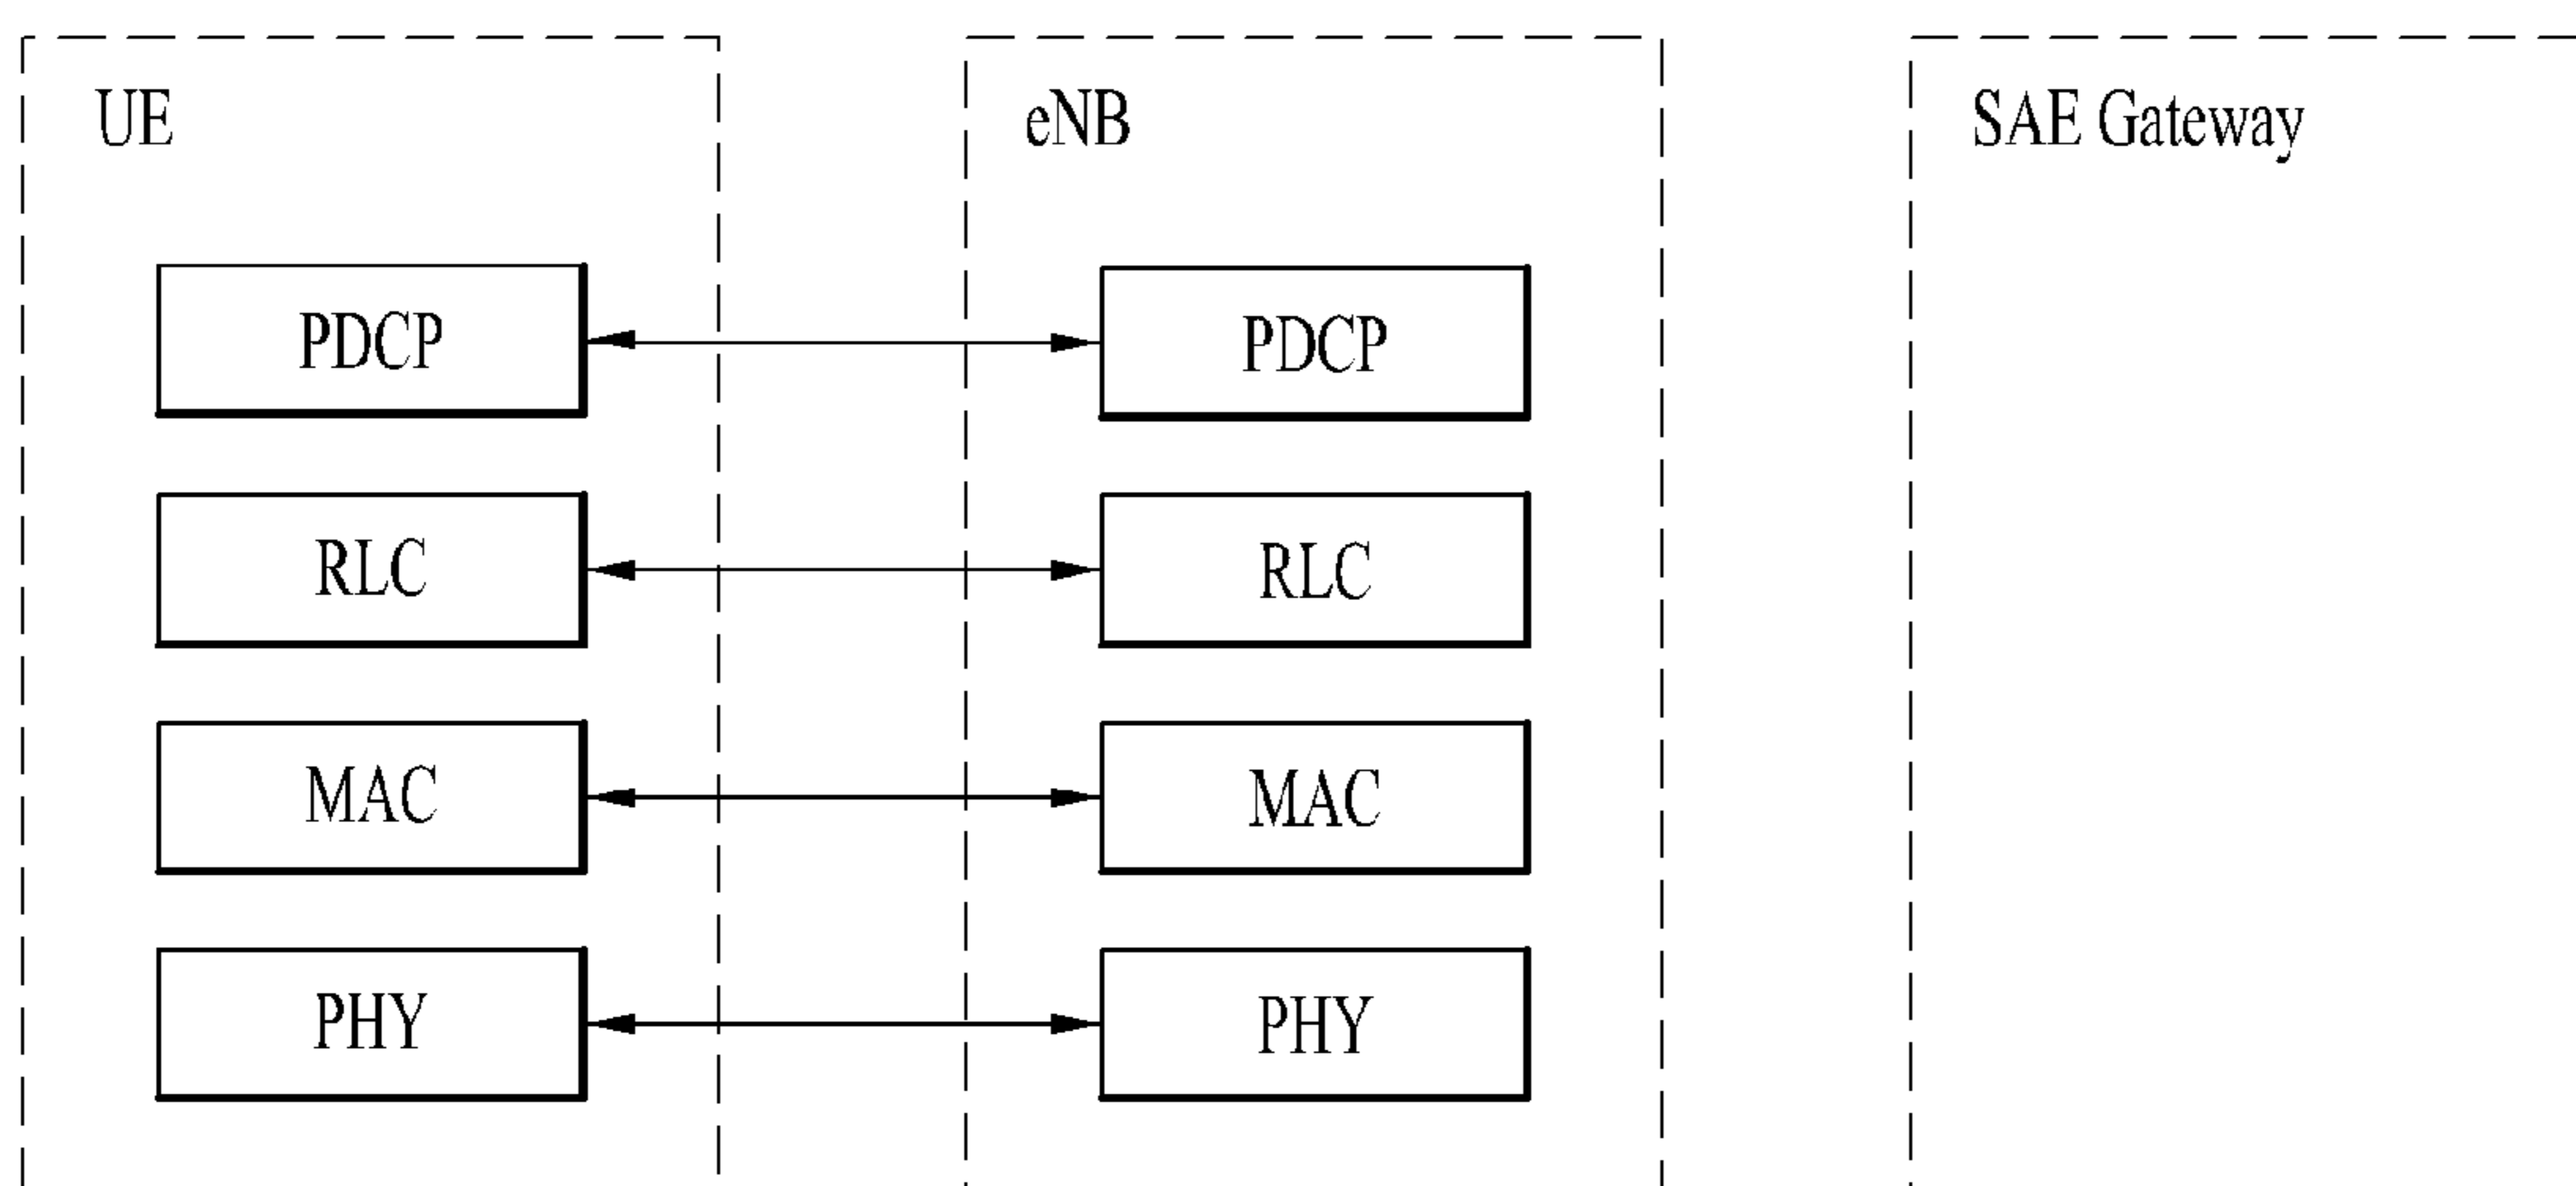 UE
eNB
SAE Gateway
PDCP
PDCP
RLC
RLC
MAC
MAC
PHY
PHY